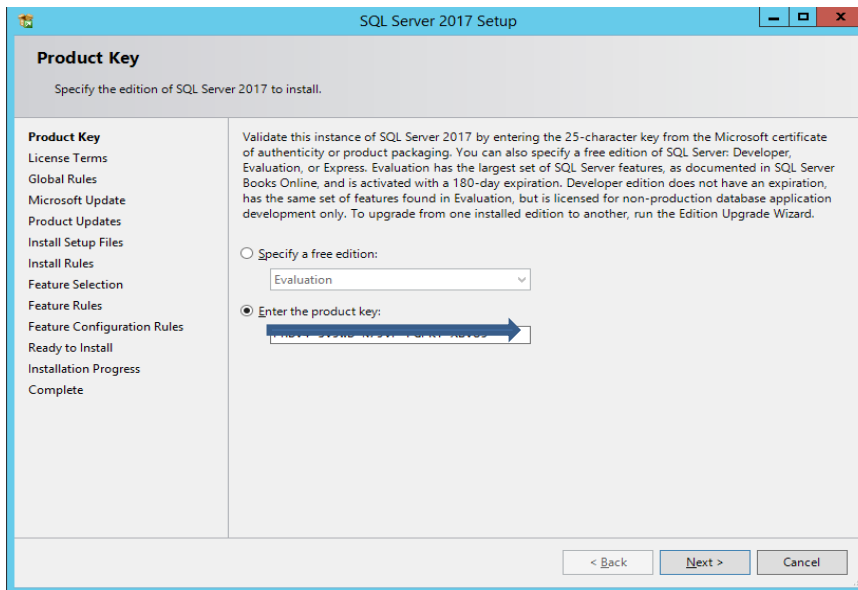 SQL Server 2017 Setup
Product Key
Specify the edition of SQL Server 2017 to install.
Product Key
License Terms
Global Rules
Microsoft Update
Product Updates
Install Setup Files
Install Rules
Feature Selection
Feature Rules
Feature Configuration Rules
Ready to Install
Installation Progress
Complete
Validate this instance of SQL Server 2017 by entering the 25-character key from the Microsoft certificate
of authenticity or product packaging. You can also specify a free edition of SQL Server: Developer,
Evaluation, or Express. Evaluation has the largest set of SQL Server features, as documented in SQL Server
Books Online, and is activated with a 180-day expiration. Developer edition does not have an expiration,
has the same set of features found in Evaluation, but is licensed for non-production database application
development only. To upgrade from one installed edition to another, run the Edition Upgrade Wizard.
Specify a free edition:
Evaluation
Enter the product key:
< Back
Next >
Cancel